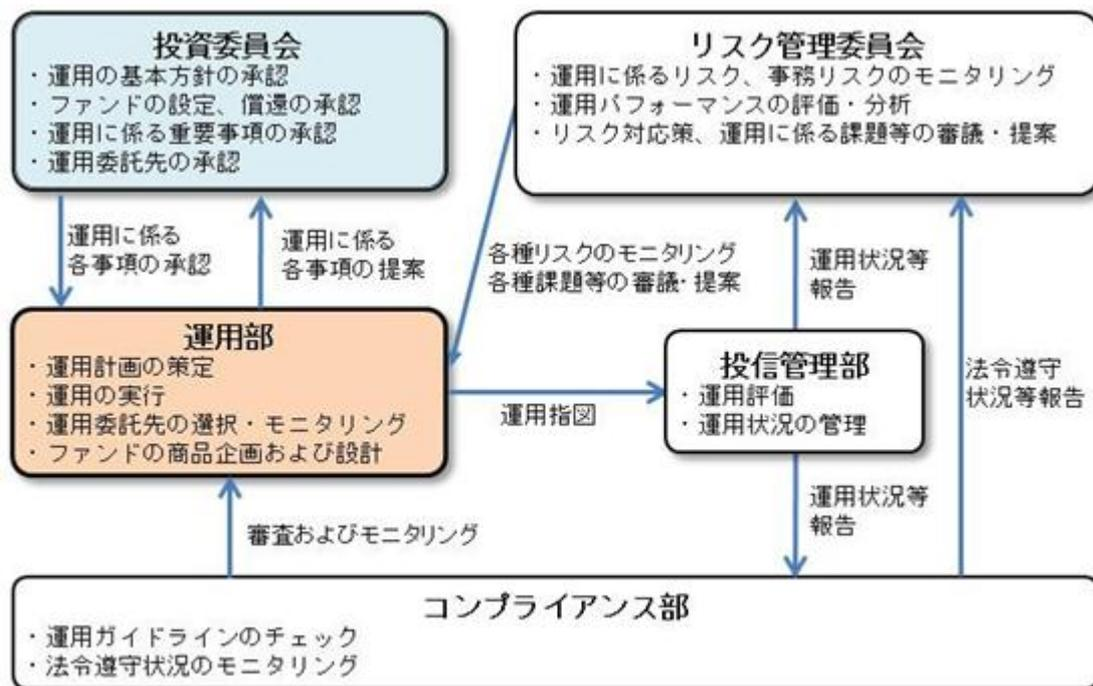 投資委員会
・運用の基本方針の承認
・ファンドの設定、償還の承認
・運用に係る重要事項の承認
・運用委託先の承認
リスク管理委員会
・運用に係るリスク、事務リスクのモニタリング
・運用パフォーマンスの評価・分析
・リスク対応策、運用に係る課題等の審議・提案
運用に係る
各事項の承認
運用に係る
各事項の提案
各種リスクのモニタリング
各種課題等の審議・提案
運用状況等
報告
運用部
・運用計画の策定
・運用の実行
・運用委託先の選択・モニタリング
・ファンドの商品企画および設計
運用指図
投信管理部
・運用評価
・運用状況の管理
法令遵守
状況等報告
審査およびモニタリング
運用状況等
報告
コンプライアンス部
・運用ガイドラインのチェック
・法令遵守状況のモニタリング